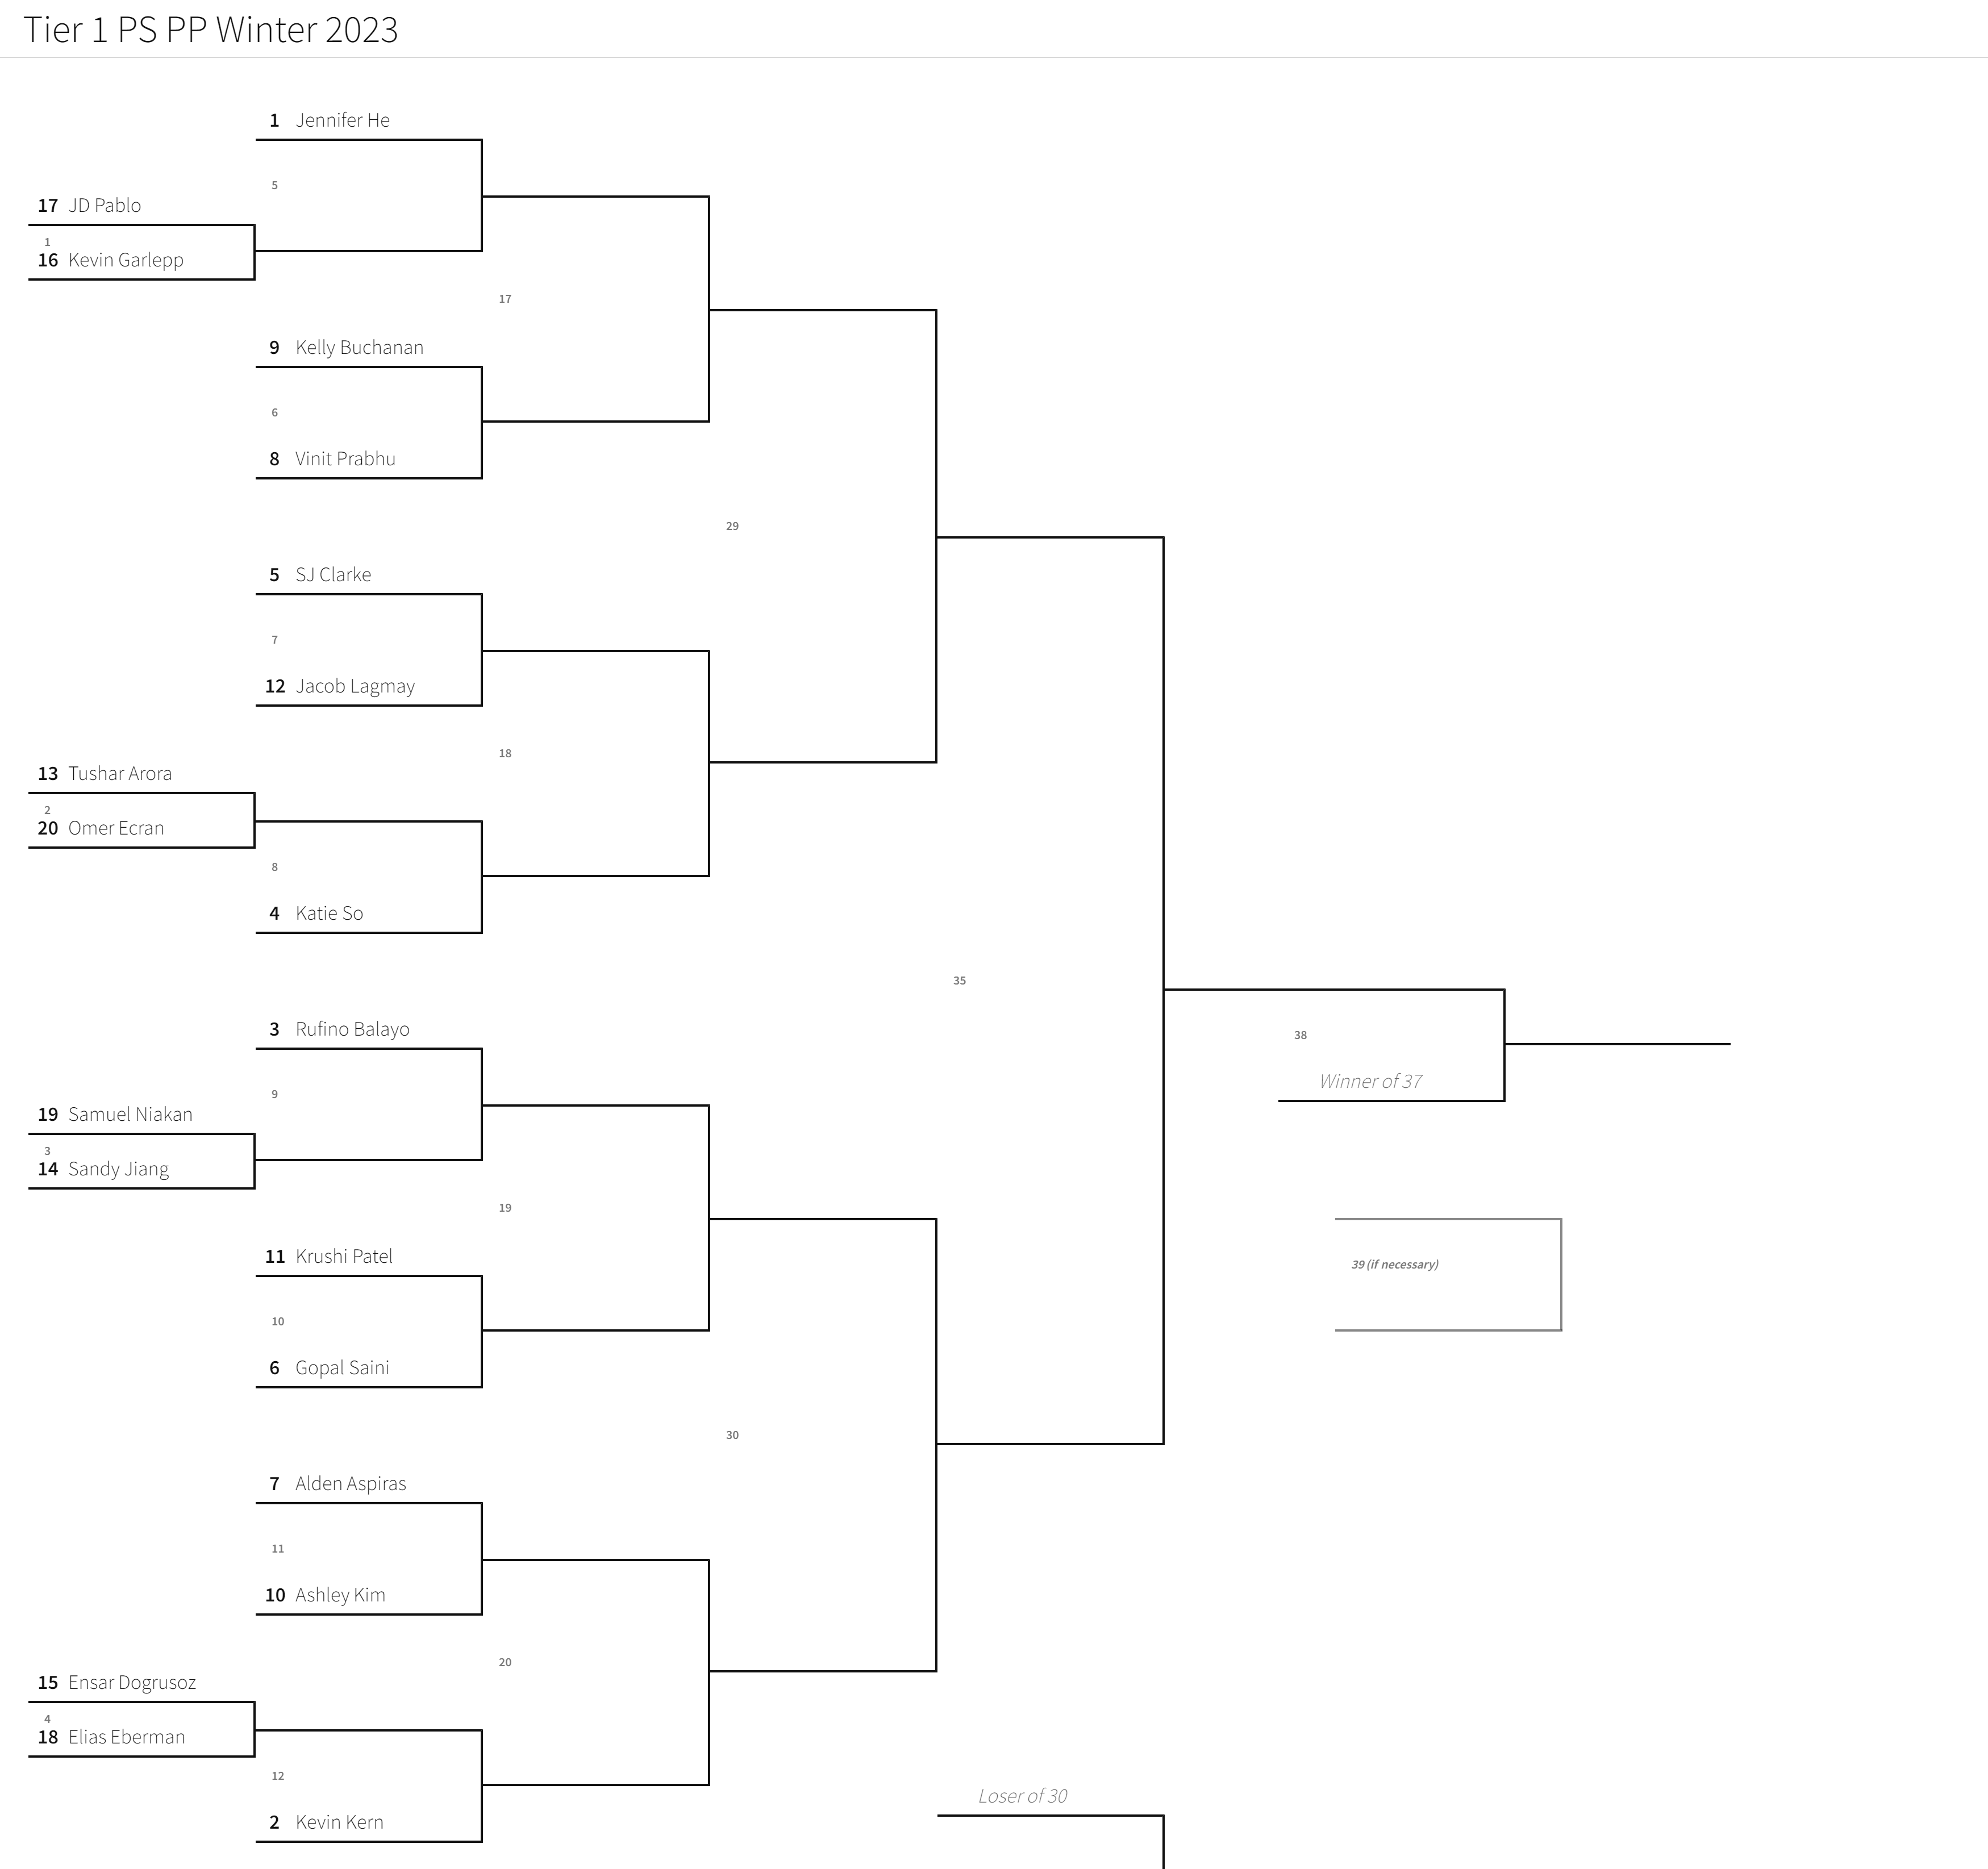 Tier 1 PS PP Winter 2023
1 Jennifer He
5
17 JD Pablo
1
16 Kevin Garlepp
17
9 Kelly Buchanan
6
8 Vinit Prabhu
29
5 SJ Clarke
7
12 Jacob Lagmay
18
13 Tushar Arora
2
20 Omer Ecran
8
4 Katie So
35
3 Rufino Balayo
38
Winner of 37
9
19 Samuel Niakan
3
14 Sandy Jiang
19
11 Krushi Patel
39 (if necessary)
10
6 Gopal Saini
30
7 Alden Aspiras
11
10 Ashley Kim
20
15 Ensar Dogrusoz
4
18 Elias Eberman
12
Loser of 30
2 Kevin Kern